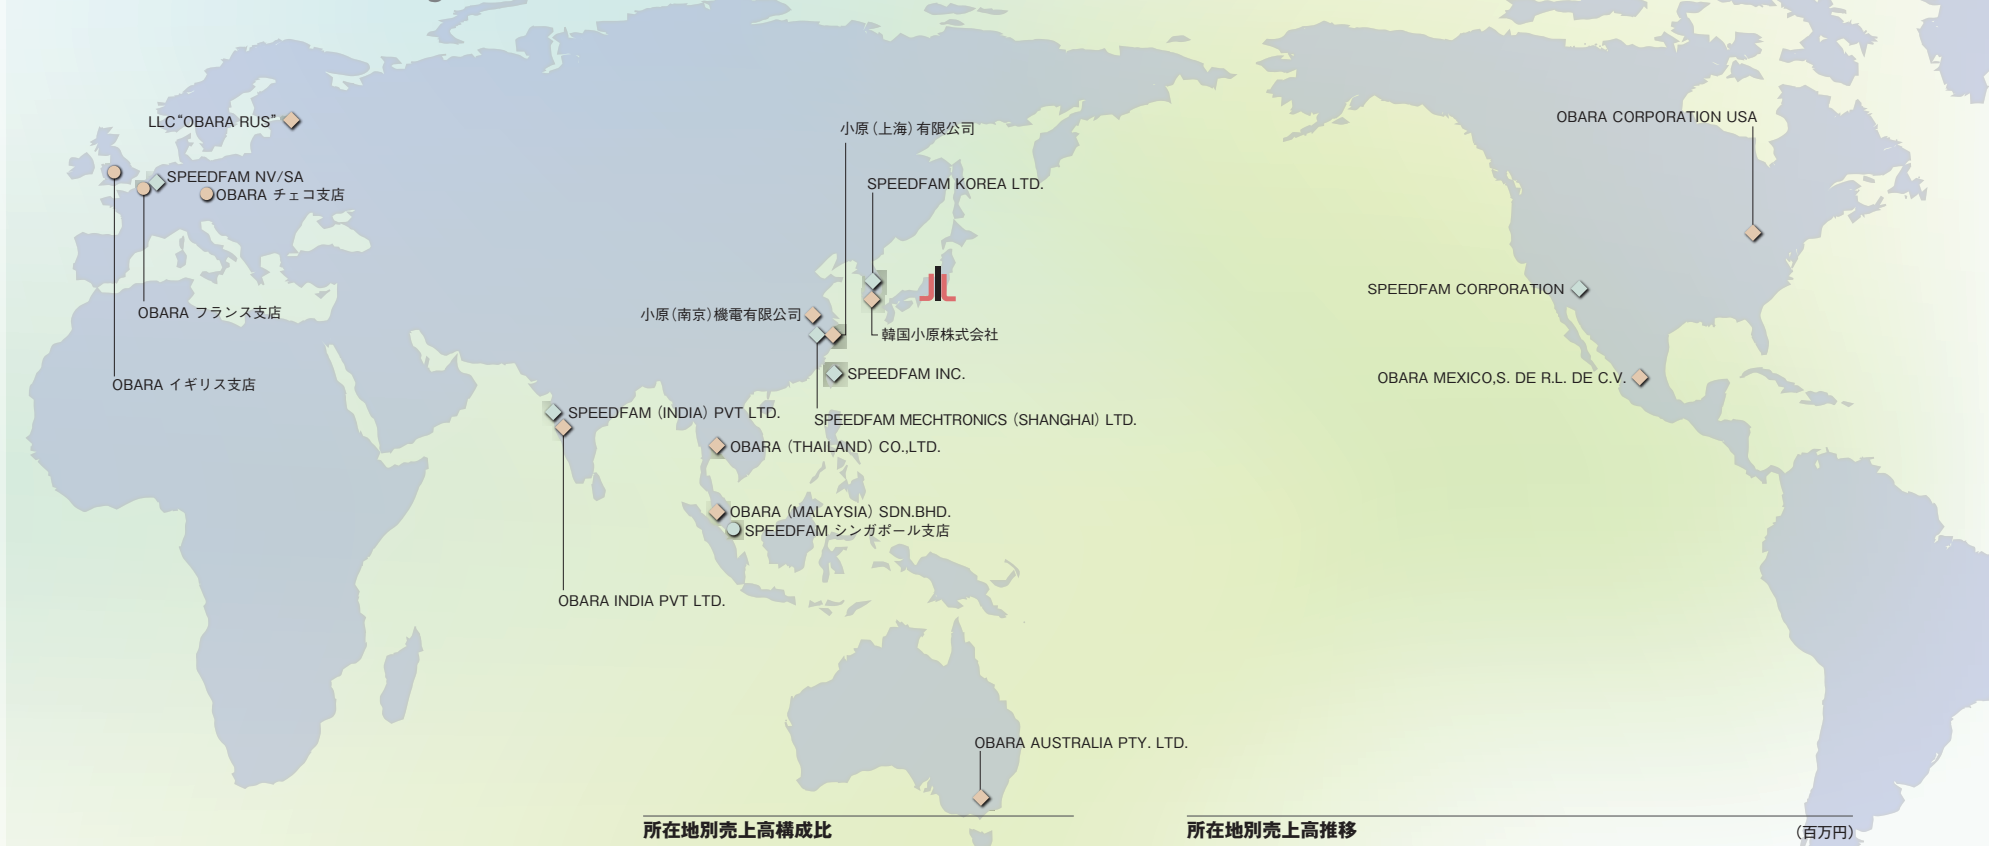 LLC“OBARA RUS”
SPEEDFAM NV/SA
OBARA チェコ支店
OBARA フランス支店
OBARA イギリス支店
小原（上海）有限公司
SPEEDFAM KOREA LTD.
小原（南京）機電有限公司
韓国小原株式会社
SPEEDFAM INC.
SPEEDFAM（INDIA）PVT LTD.
SPEEDFAM MECHTRONICS（SHANGHAI）LTD.
OBARA（THAILAND）CO.,LTD.
OBARA（MALAYSIA）SDN.BHD.
SPEEDFAM シンガポール支店
OBARA INDIA PVT LTD.
OBARA AUSTRALIA PTY. LTD.
OBARA CORPORATION USA
SPEEDFAM CORPORATION
OBARA MEXICO,S. DE R.L. DE C.V.
所在地別売上高構成比
所在地別売上高推移
（百万円）